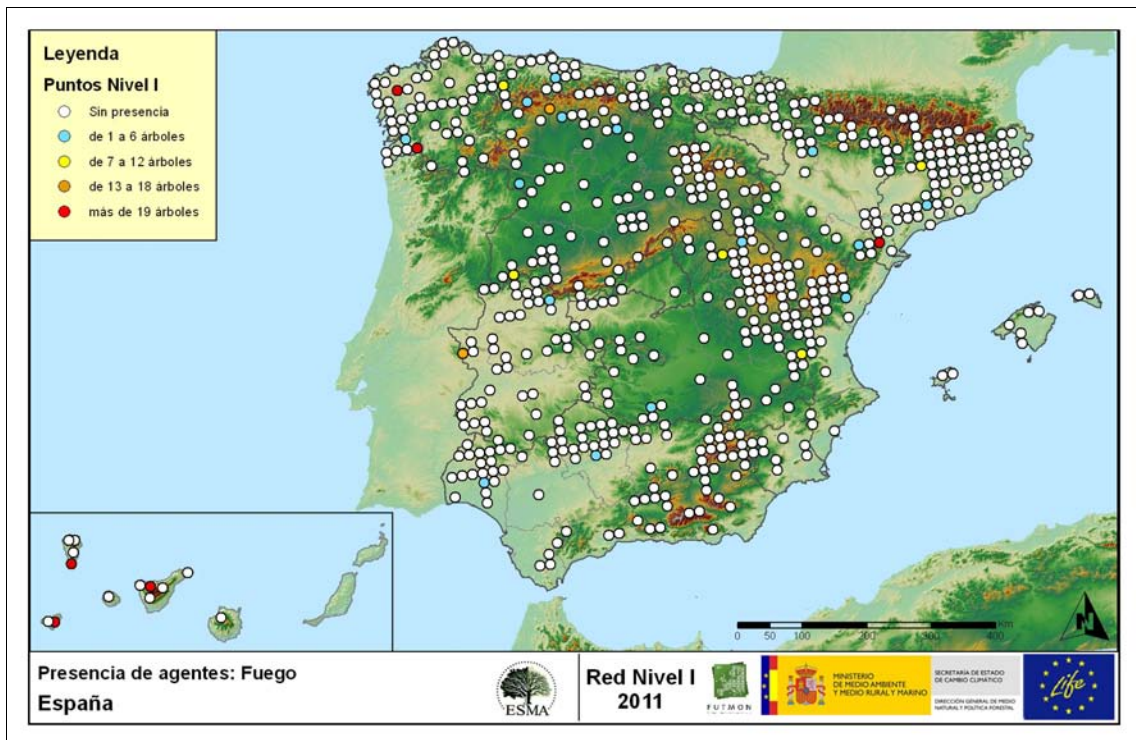 Leyenda
Puntos Nivel I
Sin presencia
de 1 a 6 árboles
de 7 a 12 árboles
de 13 a 18 árboles
más de 19 árboles
Km
0 50 100 200 300 400
N
Presencia de agentes: Fuego
España
ESMA
Red Nivel I
2011
FUTMON
MINISTERIO
DE MEDIO AMBIENTE
Y MEDIO RURAL Y MARINO
SECRETARÍA DE ESTADO
DE CAMBIO CLIMÁTICO
DIRECCIÓN GENERAL DE MEDIO
NATURAL Y POLÍTICA FORESTAL
Life